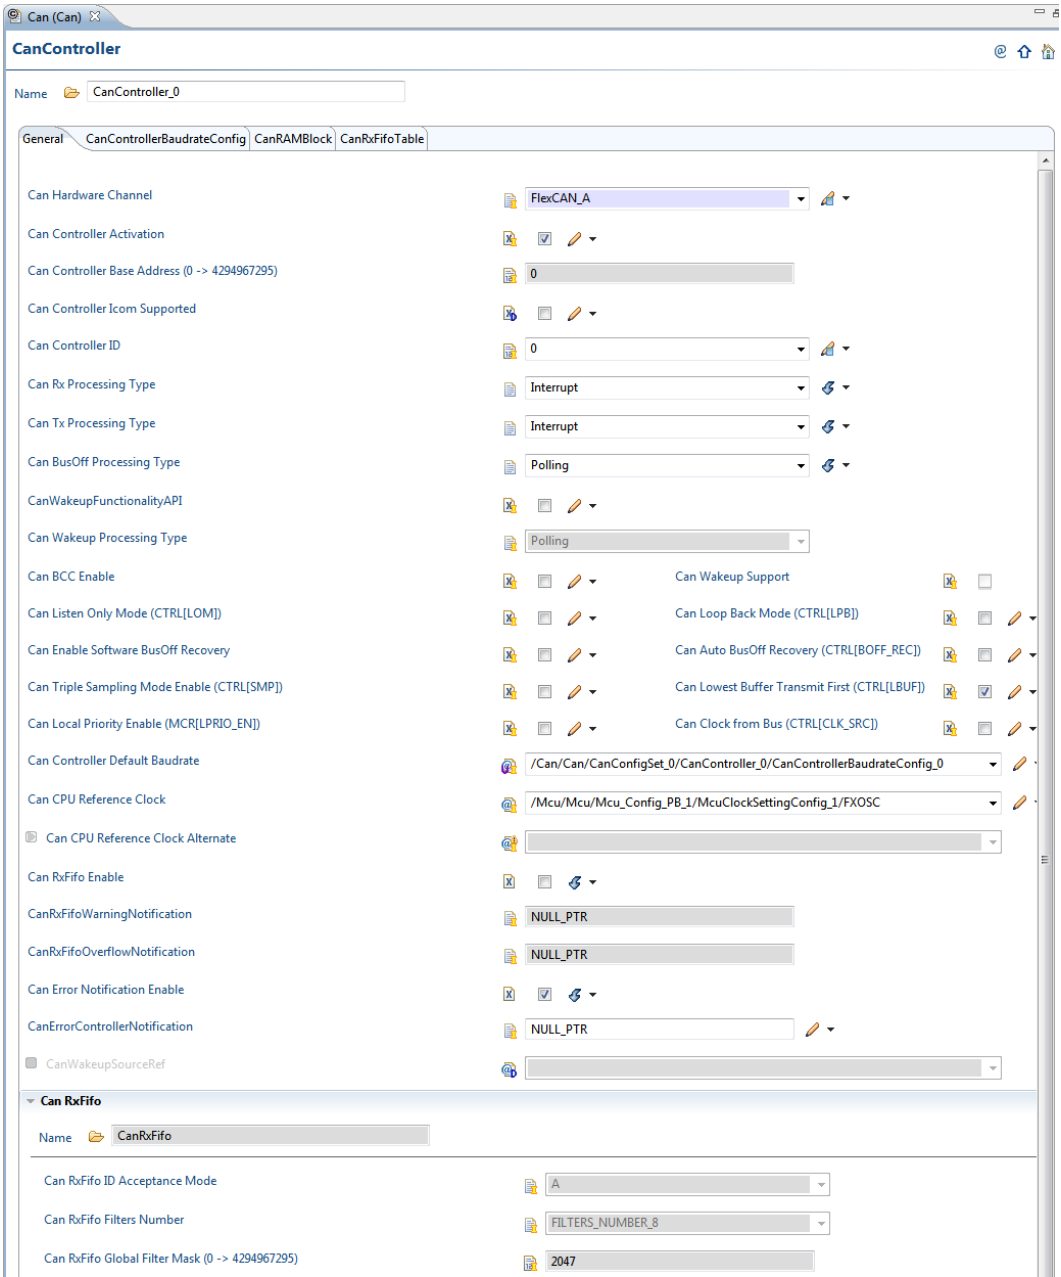 Can (Can)
CanController
Name CanController_0
General CanControllerBaudrateConfig CanRAMBlock CanRxFifoTable
Can Hardware Channel FlexCAN_A
Can Controller Activation
Can Controller Base Address (0 -> 4294967295) 0
Can Controller Icom Supported
Can Controller ID 0
Can Rx Processing Type Interrupt
Can Tx Processing Type Interrupt
Can BusOff Processing Type Polling
CanWakeupFunctionalityAPI
Can Wakeup Processing Type Polling
Can BCC Enable Can Wakeup Support
Can Listen Only Mode (CTRL[LOM]) Can Loop Back Mode (CTRL[LPB])
Can Enable Software BusOff Recovery Can Auto BusOff Recovery (CTRL[BOFF_REC])
Can Triple Sampling Mode Enable (CTRL[SMP]) Can Lowest Buffer Transmit First (CTRL[LBUF])
Can Local Priority Enable (MCR[LPRIO_EN]) Can Clock from Bus (CTRL[CLK_SRC])
Can Controller Default Baudrate /Can/Can/CanConfigSet_0/CanController_0/CanControllerBaudrateConfig_0
Can CPU Reference Clock /Mcu/Mcu/Mcu_Config_PB_1/McuClockSettingConfig_1/FXOSC
Can CPU Reference Clock Alternate
Can RxFifo Enable
CanRxFifoWarningNotification NULL_PTR
CanRxFifoOverflowNotification NULL_PTR
Can Error Notification Enable
CanErrorControllerNotification NULL_PTR
CanWakeupSourceRef
Can RxFifo
Name CanRxFifo
Can RxFifo ID Acceptance Mode A
Can RxFifo Filters Number FILTERS_NUMBER_8
Can RxFifo Global Filter Mask (0 -> 4294967295) 2047